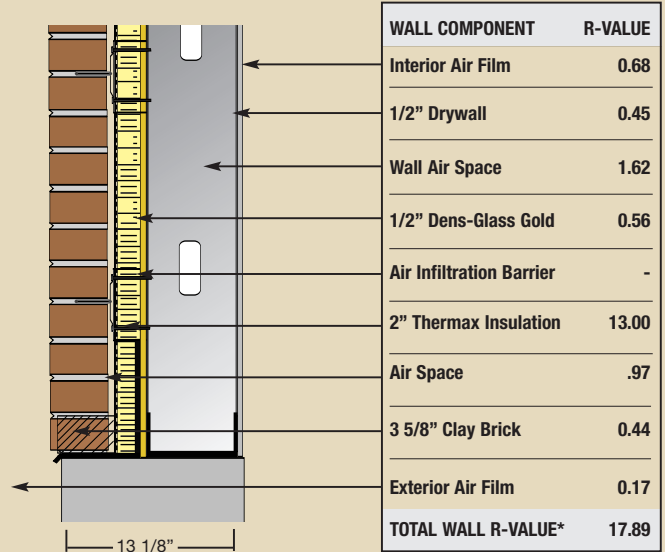 WALL COMPONENT R-VALUE
Interior Air Film 0.68
1/2” Drywall 0.45
Wall Air Space 1.62
1/2” Dens-Glass Gold 0.56
Air Infiltration Barrier -
2” Thermax Insulation 13.00
Air Space .97
3 5/8” Clay Brick 0.44
Exterior Air Film 0.17
TOTAL WALL R-VALUE* 17.89
13 1/8”